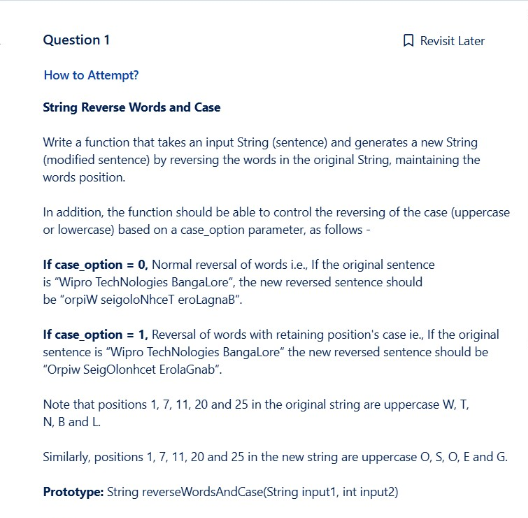 Question 1
Revisit Later
How to Attempt?
String Reverse Words and Case
Write a function that takes an input String (sentence) and generates a new String
(modified sentence) by reversing the words in the original String, maintaining the
words position.
In addition, the function should be able to control the reversing of the case (uppercase
or lowercase) based on a case_option parameter, as follows -
If case_option = 0, Normal reversal of words i.e., If the original sentence
is "Wipro TechNologies BangaLore", the new reversed sentence should
be "orpiW seigoloNhceT eroLagnaB".
If case_option = 1, Reversal of words with retaining position's case ie., If the original
sentence is "Wipro TechNologies BangaLore" the new reversed sentence should be
"Orpiw SeigOlonhcet ErolaGnab".
Note that positions 1, 7, 11, 20 and 25 in the original string are uppercase W, T,
N, B and L.
Similarly, positions 1, 7, 11, 20 and 25 in the new string are uppercase O, S, O, E and G.
Prototype: String reverseWordsAndCase(String input1, int input2)